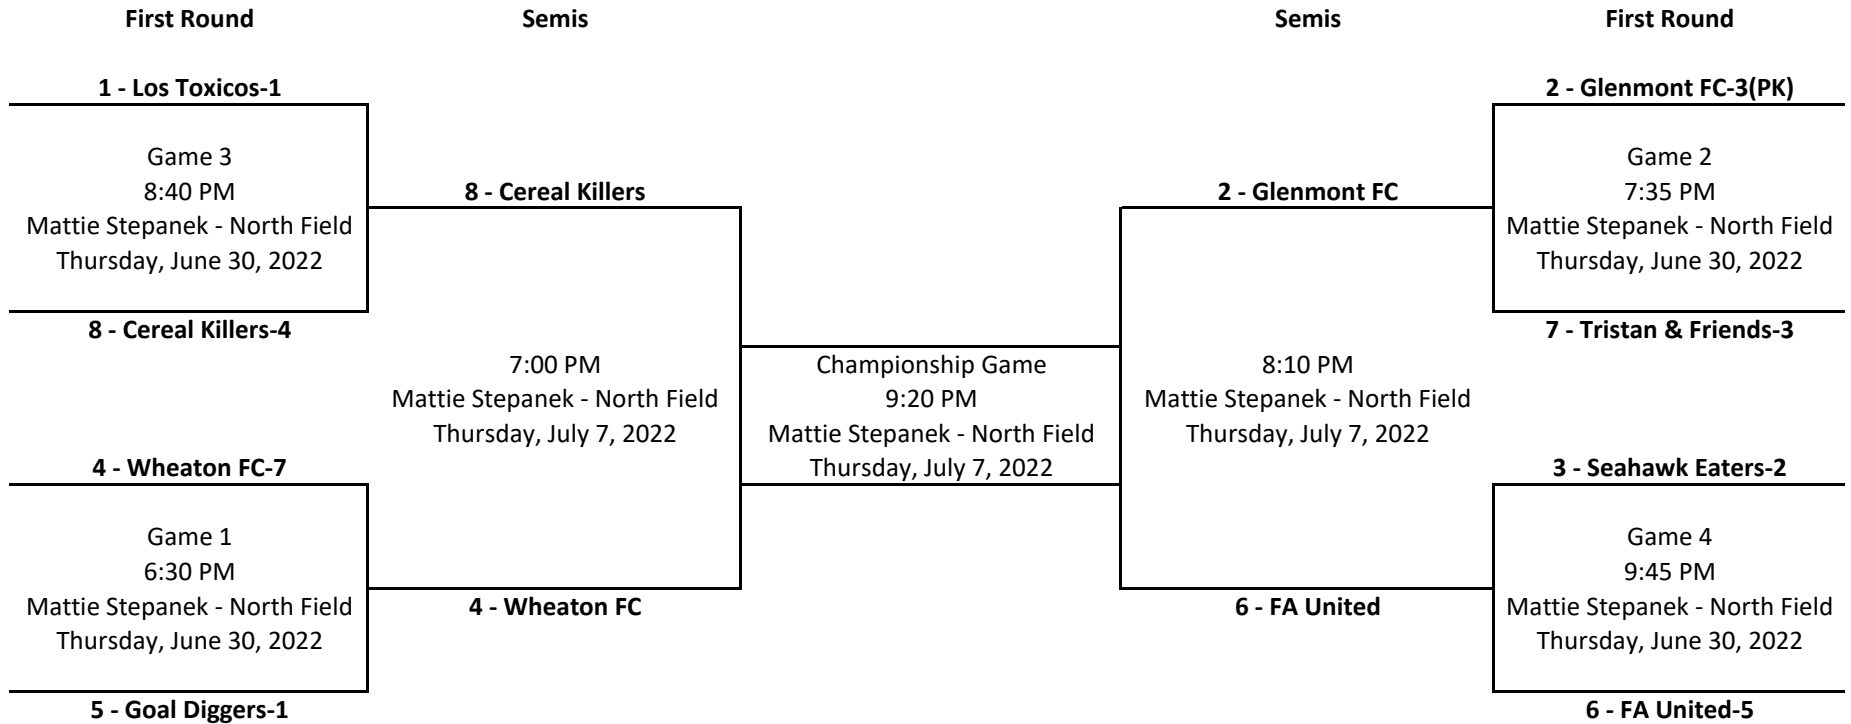 First Round
Semis
Semis
First Round
1 - Los Toxicos-1
Game 3
8:40 PM
Mattie Stepanek - North Field
Thursday, June 30, 2022
8 - Cereal Killers-4
4 - Wheaton FC-7
Game 1
6:30 PM
Mattie Stepanek - North Field
Thursday, June 30, 2022
5 - Goal Diggers-1
8 - Cereal Killers
7:00 PM
Mattie Stepanek - North Field
Thursday, July 7, 2022
4 - Wheaton FC
Championship Game
9:20 PM
Mattie Stepanek - North Field
Thursday, July 7, 2022
2 - Glenmont FC
8:10 PM
Mattie Stepanek - North Field
Thursday, July 7, 2022
6 - FA United
2 - Glenmont FC-3(PK)
Game 2
7:35 PM
Mattie Stepanek - North Field
Thursday, June 30, 2022
7 - Tristan & Friends-3
3 - Seahawk Eaters-2
Game 4
9:45 PM
Mattie Stepanek - North Field
Thursday, June 30, 2022
6 - FA United-5